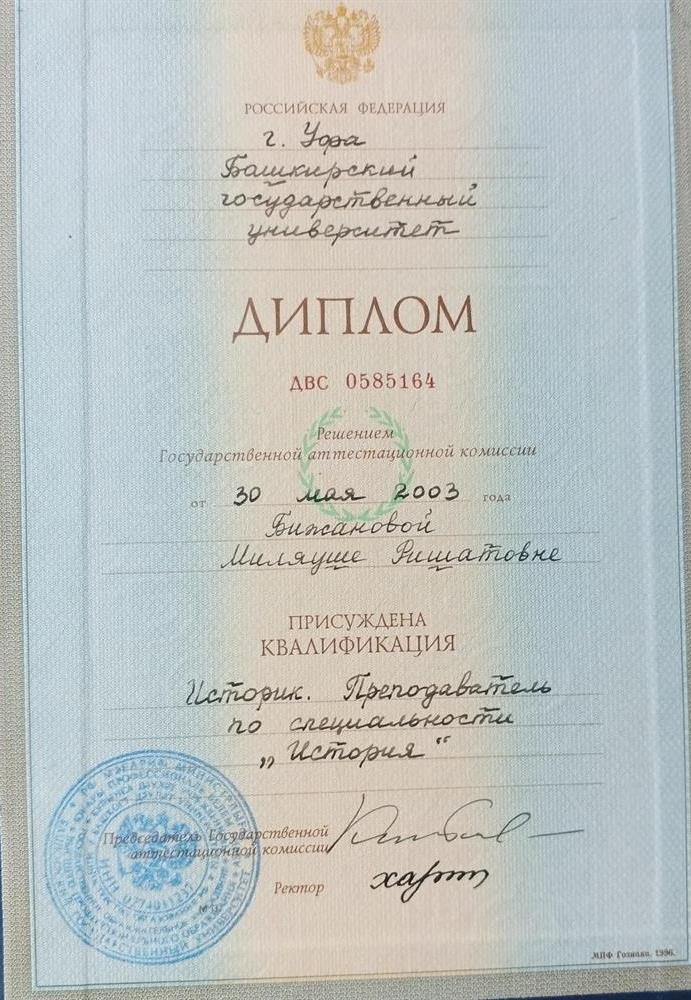 РОССИЙСКАЯ ФЕДЕРАЦИЯ
г. Уфа
Башкирский
государственный
университет
ДИПЛОМ
ДВС 0585164
Решением
Государственной аттестационной комиссии
от 30 мая 2003 года
Бижановой
Миляуше Ришатовне
ПРИСУЖДЕНА
КВАЛИФИКАЦИЯ
Историк. Преподаватель
по специальности
„История“
Председатель Государственной
аттестационной комиссии
Ректор
МПФ Гознака. 1996.